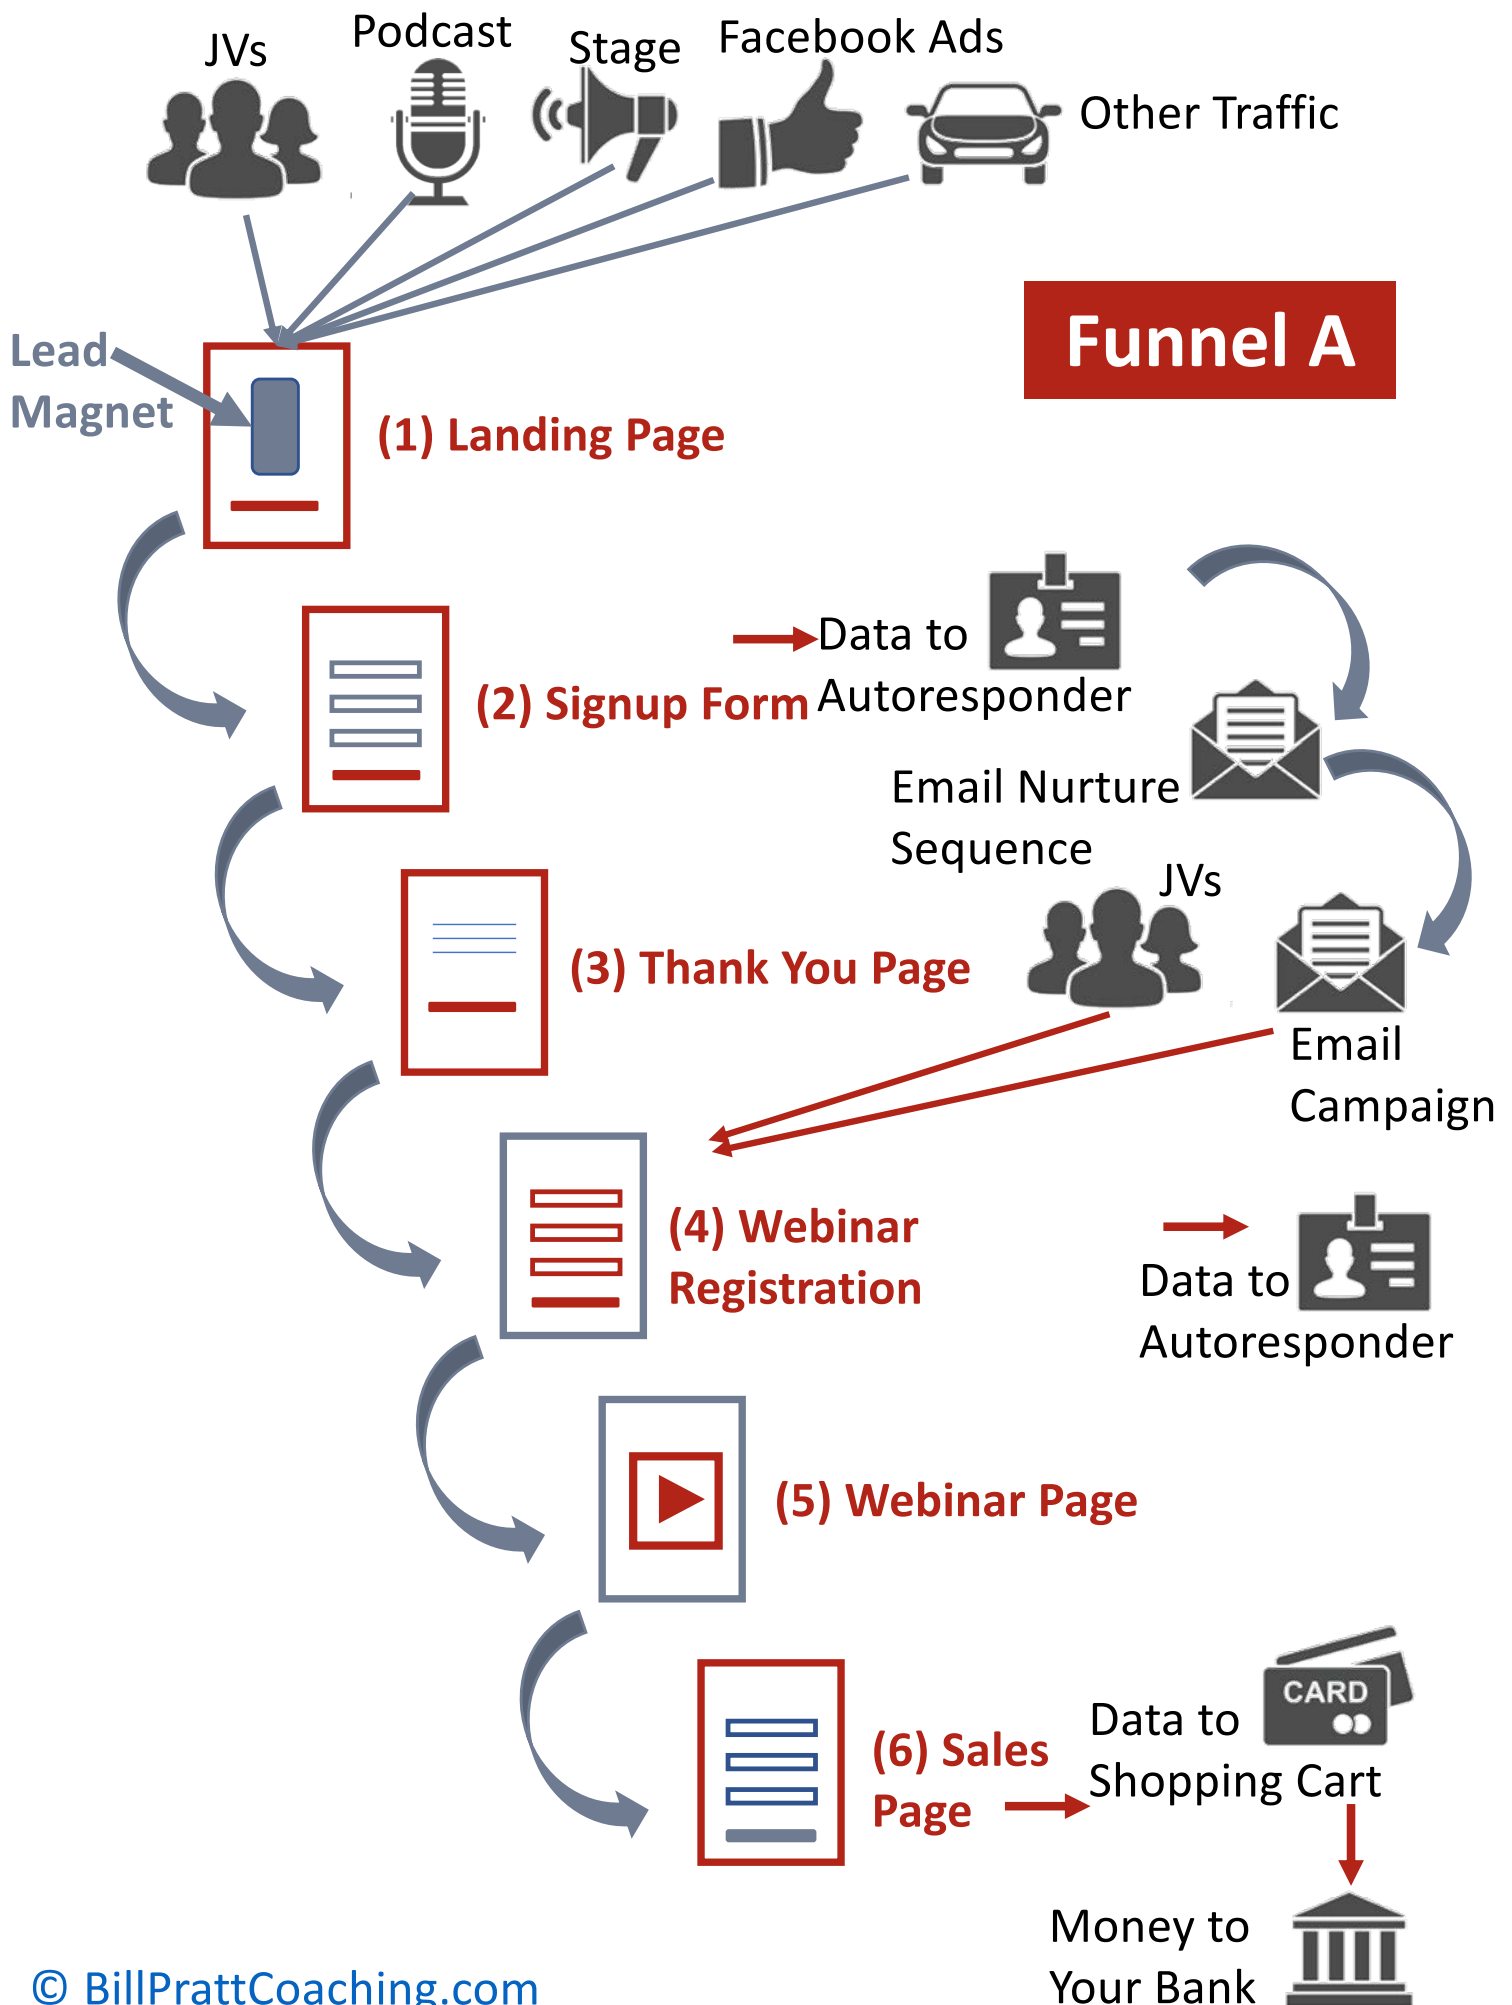 JVs
Podcast
Stage
Facebook Ads
Other Traffic
Funnel A
Lead
Magnet
(1) Landing Page
Data to
Autoresponder
(2) Signup Form
Email Nurture
Sequence
JVs
(3) Thank You Page
Email
Campaign
(4) Webinar
Registration
Data to
Autoresponder
(5) Webinar Page
CARD
Data to
Shopping Cart
(6) Sales
Page
Money to
Your Bank
© BillPrattCoaching.com